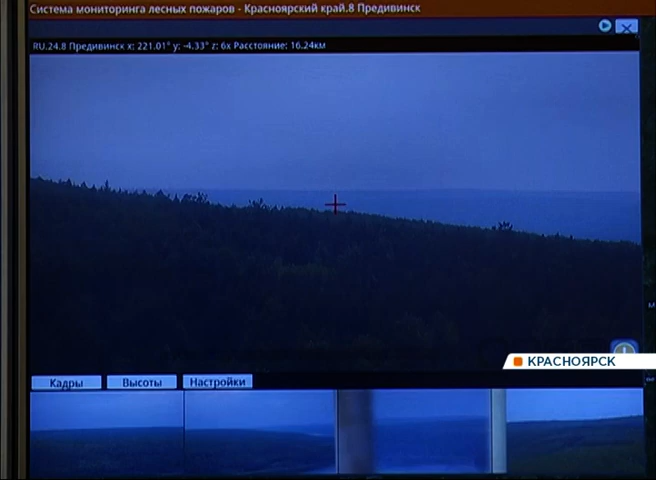 Система мониторинга лесных пожаров - Красноярский край.8 Предивинск
RU.24.8 Предивинск x: 221.01° y: -4.33° z: 6x Расстояние: 16.24км
КРАСНОЯРСК
Кадры Высоты Настройки